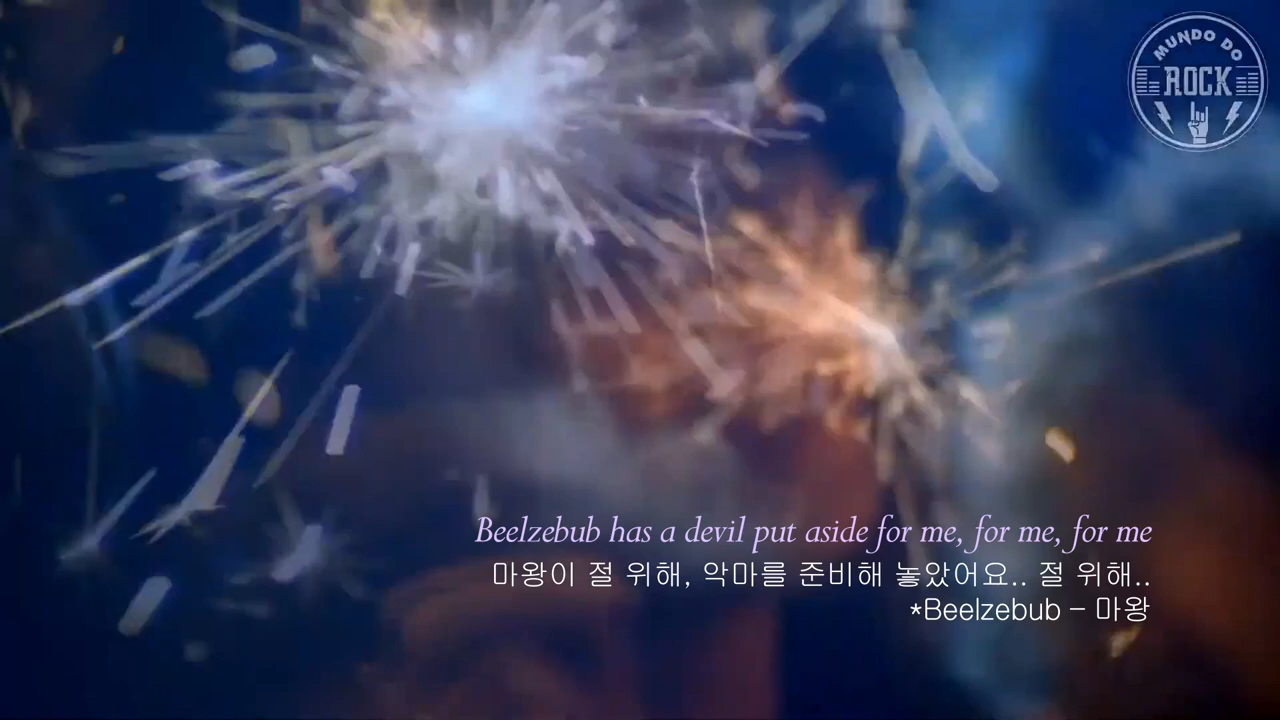 MUNDO DO
ROCK
Beelzebub has a devil put aside for me, for me, for me
마왕이 절 위해, 악마를 준비해 놓았어요.. 절 위해..
*Beelzebub – 마왕